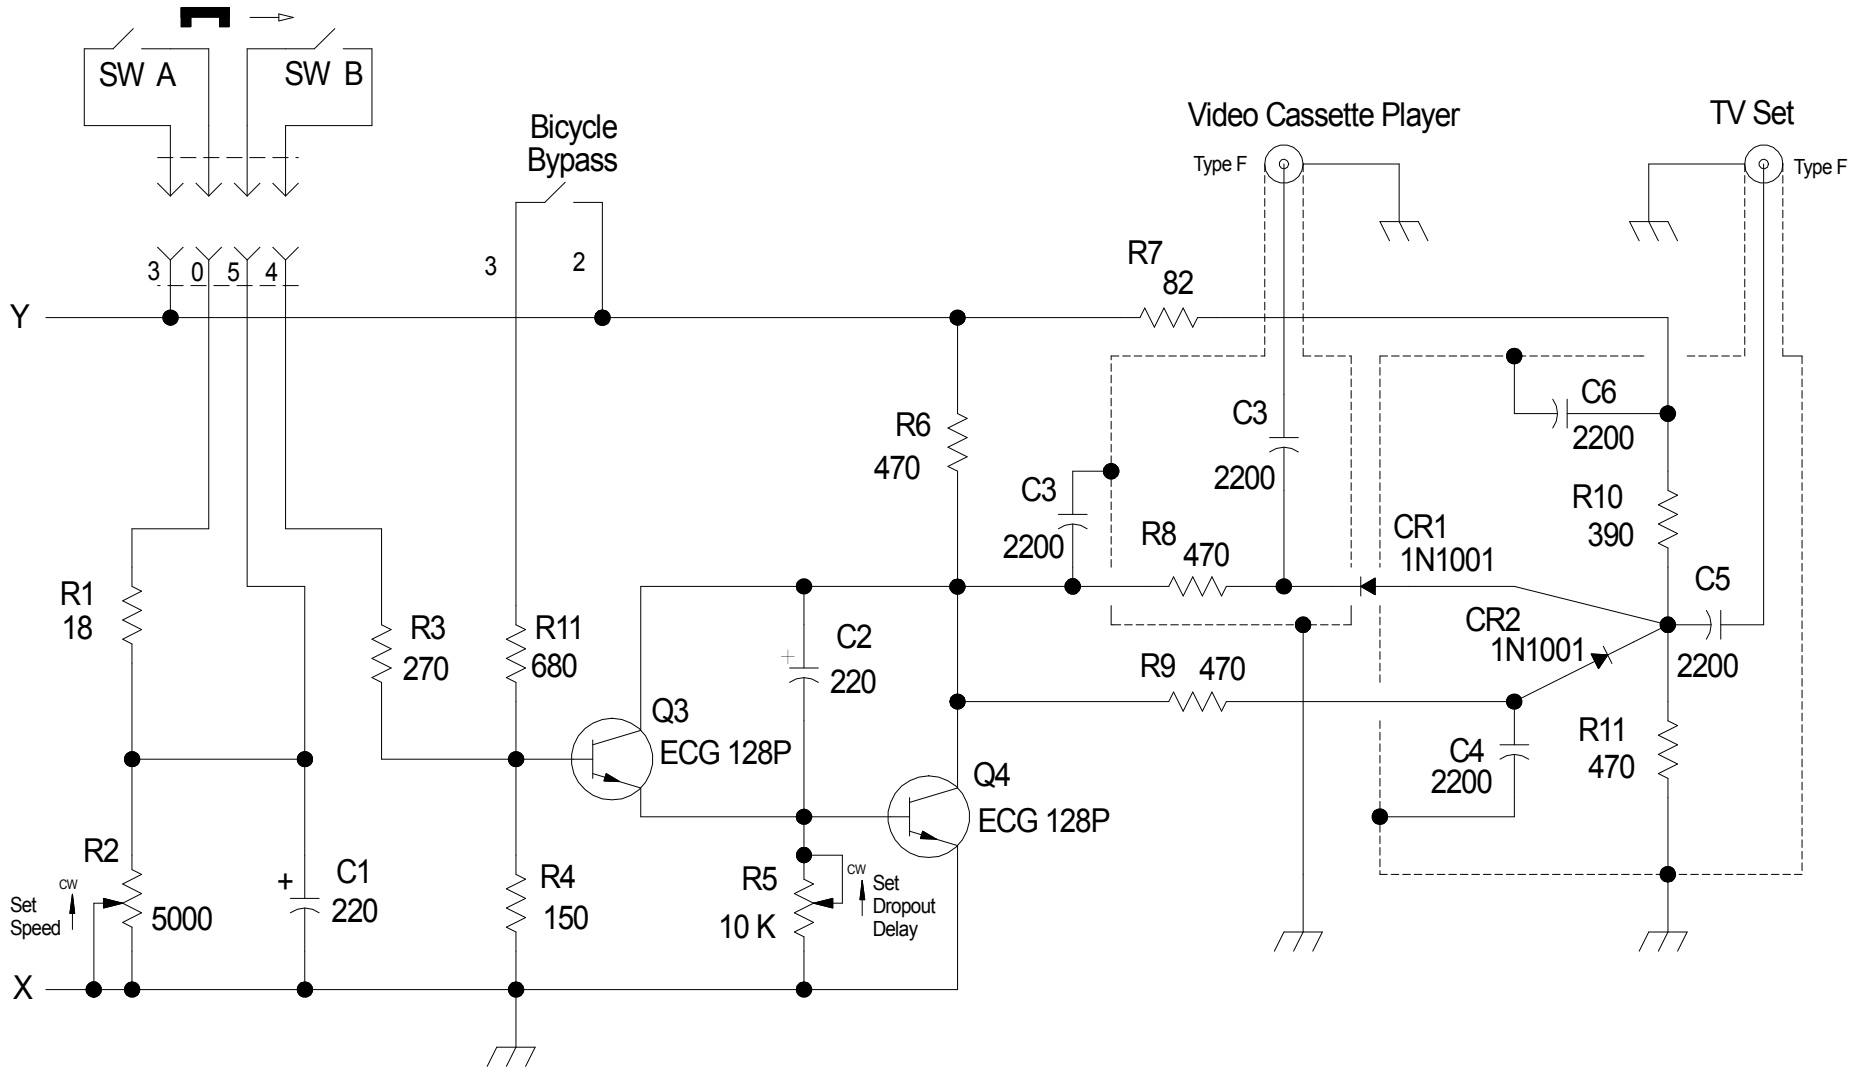 SW A
SW B
Video Cassette Player
TV Set
Bicycle
Bypass
Type F
Type F
3
0
5
4
3
2
R7
82
Y
C6
2200
C3
2200
R6
470
C3
2200
R10
390
R8
470
CR1
1N1001
C5
2200
R1
18
R3
270
R11
680
C2
+
220
CR2
1N1001
R9
470
Q3
ECG 128P
C4
2200
R11
470
Q4
ECG 128P
R2
5000
CW
Set
Speed
+
C1
220
R4
150
R5
10 K
CW
Set
Dropout
Delay
X